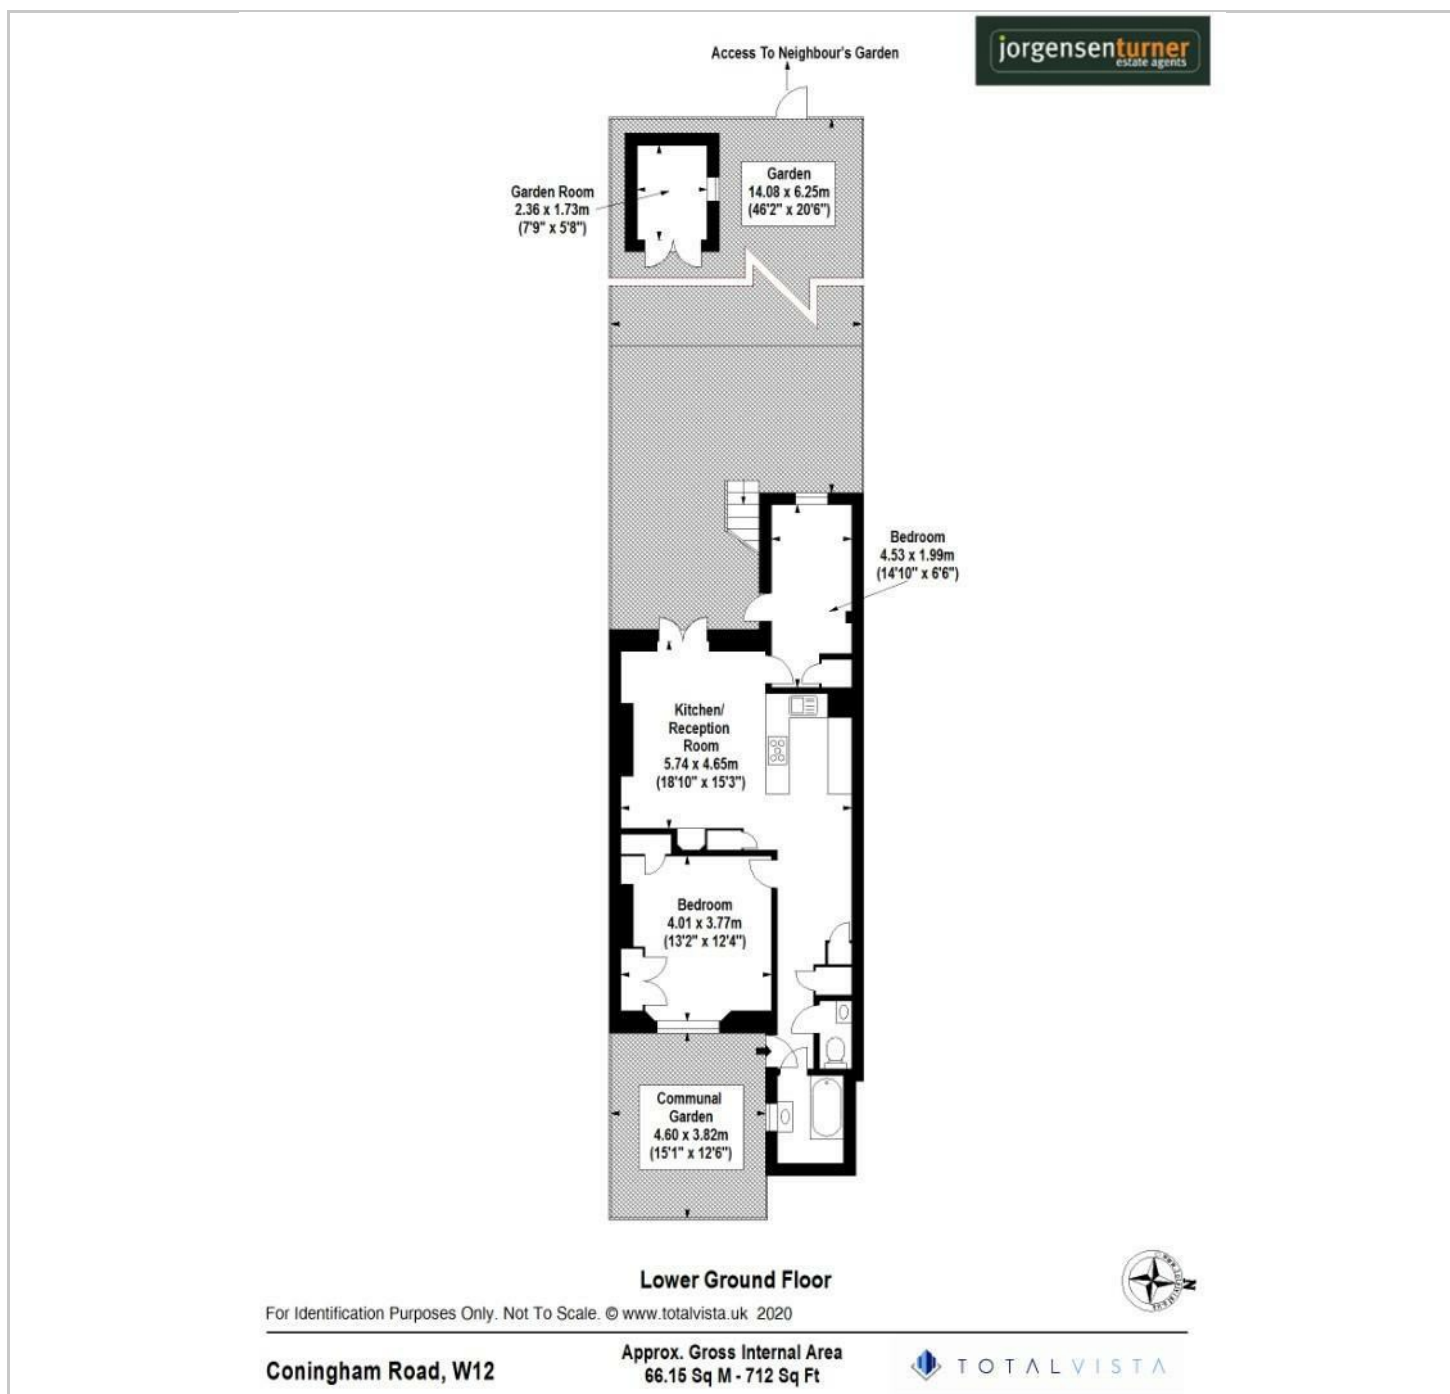 jorgensenturner
estate agents
Access To Neighbour's Garden
Garden
14.08 x 6.25m
(46'2" x 20'6")
Garden Room
2.36 x 1.73m
(7'9" x 5'8")
Bedroom
4.53 x 1.99m
(14'10" x 6'6")
Kitchen/
Reception
Room
5.74 x 4.65m
(18'10" x 15'3")
Bedroom
4.01 x 3.77m
(13'2" x 12'4")
Communal
Garden
4.60 x 3.82m
(15'1" x 12'6")
Lower Ground Floor
N
For Identification Purposes Only. Not To Scale. © www.totalvista.uk 2020
Coningham Road, W12
Approx. Gross Internal Area
66.15 Sq M - 712 Sq Ft
TOTALVISTA